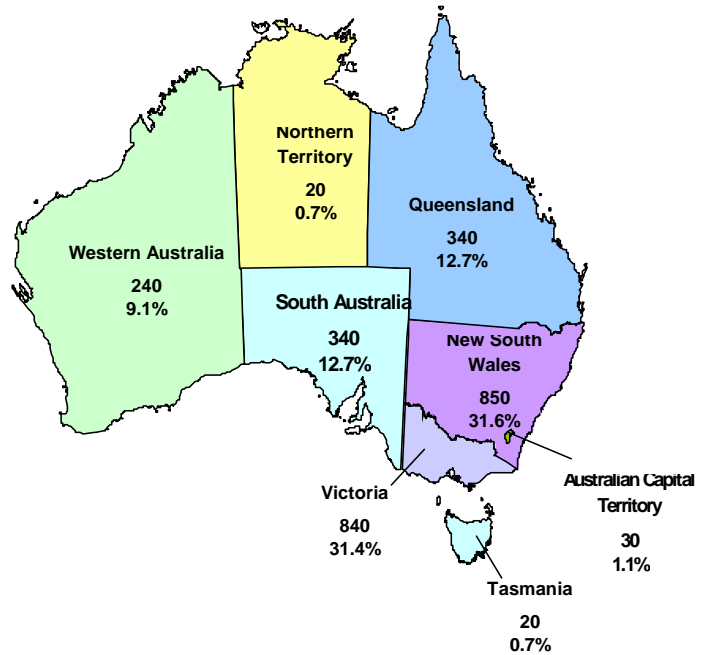 Northern
Territory
20
0.7%
Queensland
340
12.7%
Western Australia
240
9.1%
South Australia
340
12.7%
New South
Wales
850
31.6%
Victoria
840
31.4%
Australian Capital
Territory
30
1.1%
Tasmania
20
0.7%